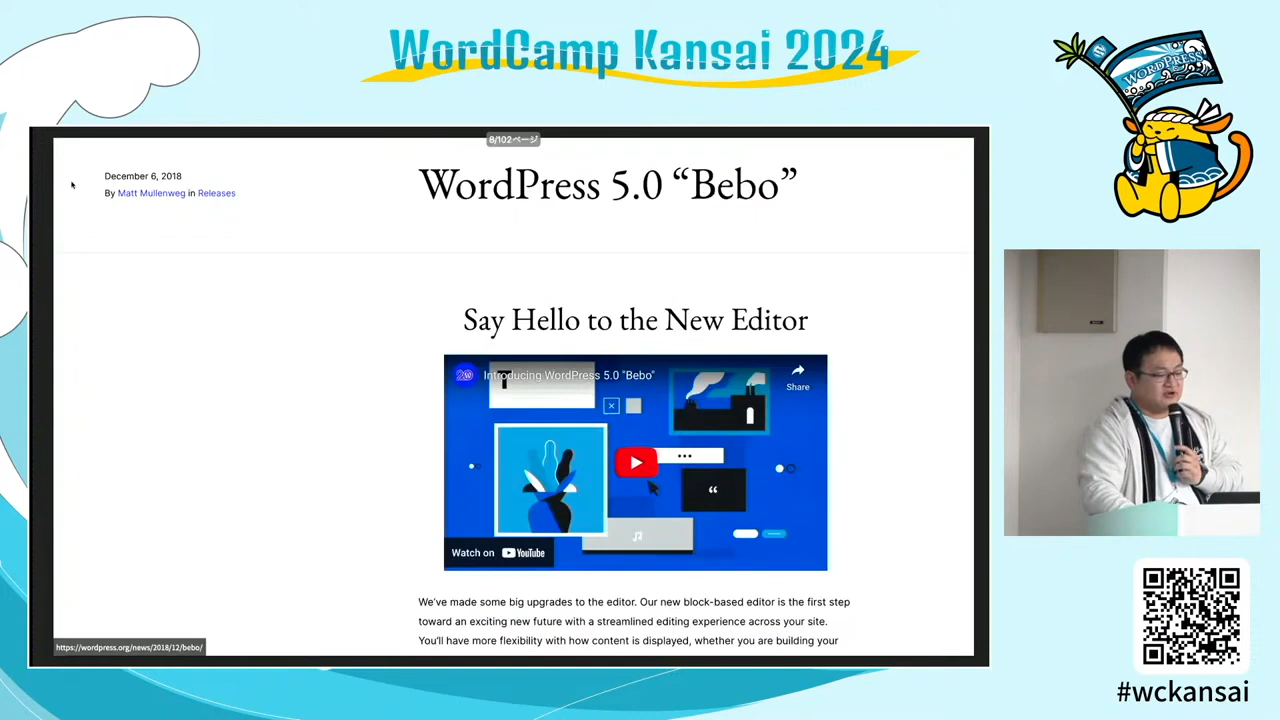 WordCamp Kansai 2024
WORDPRESS
8/102ページ
December 6, 2018
By Matt Mullenweg in Releases
WordPress 5.0 “Bebo”
Say Hello to the New Editor
Introducing WordPress 5.0 "Bebo"
Share
Watch on YouTube
We’ve made some big upgrades to the editor. Our new block-based editor is the first step
toward an exciting new future with a streamlined editing experience across your site.
You’ll have more flexibility with how content is displayed, whether you are building your
https://wordpress.org/news/2018/12/bebo/
#wckansai